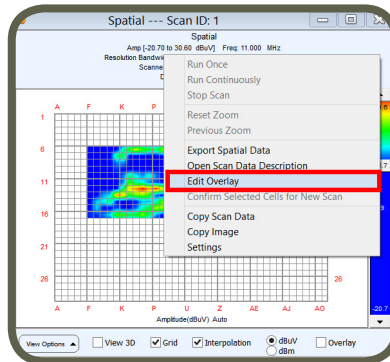 Spatial --- Scan ID: 1
Spatial
Amp [-20.70 to 30.60 dBuV] Freq: 11.000 MHz
Resolution Bandwi
Scanne
D
Run Once
Run Continuously
Stop Scan
Reset Zoom
Previous Zoom
Export Spatial Data
Open Scan Data Description
Edit Overlay
Confirm Selected Cells for New Scan
Copy Scan Data
Copy Image
Settings
A F K P
1
6
11
16
21
26 26
-20.7
A F K P U Z AE AJ AO
Amplitude(dBuV) Auto
View Options View 3D Grid Interpolation dBuV Overlay
dBm